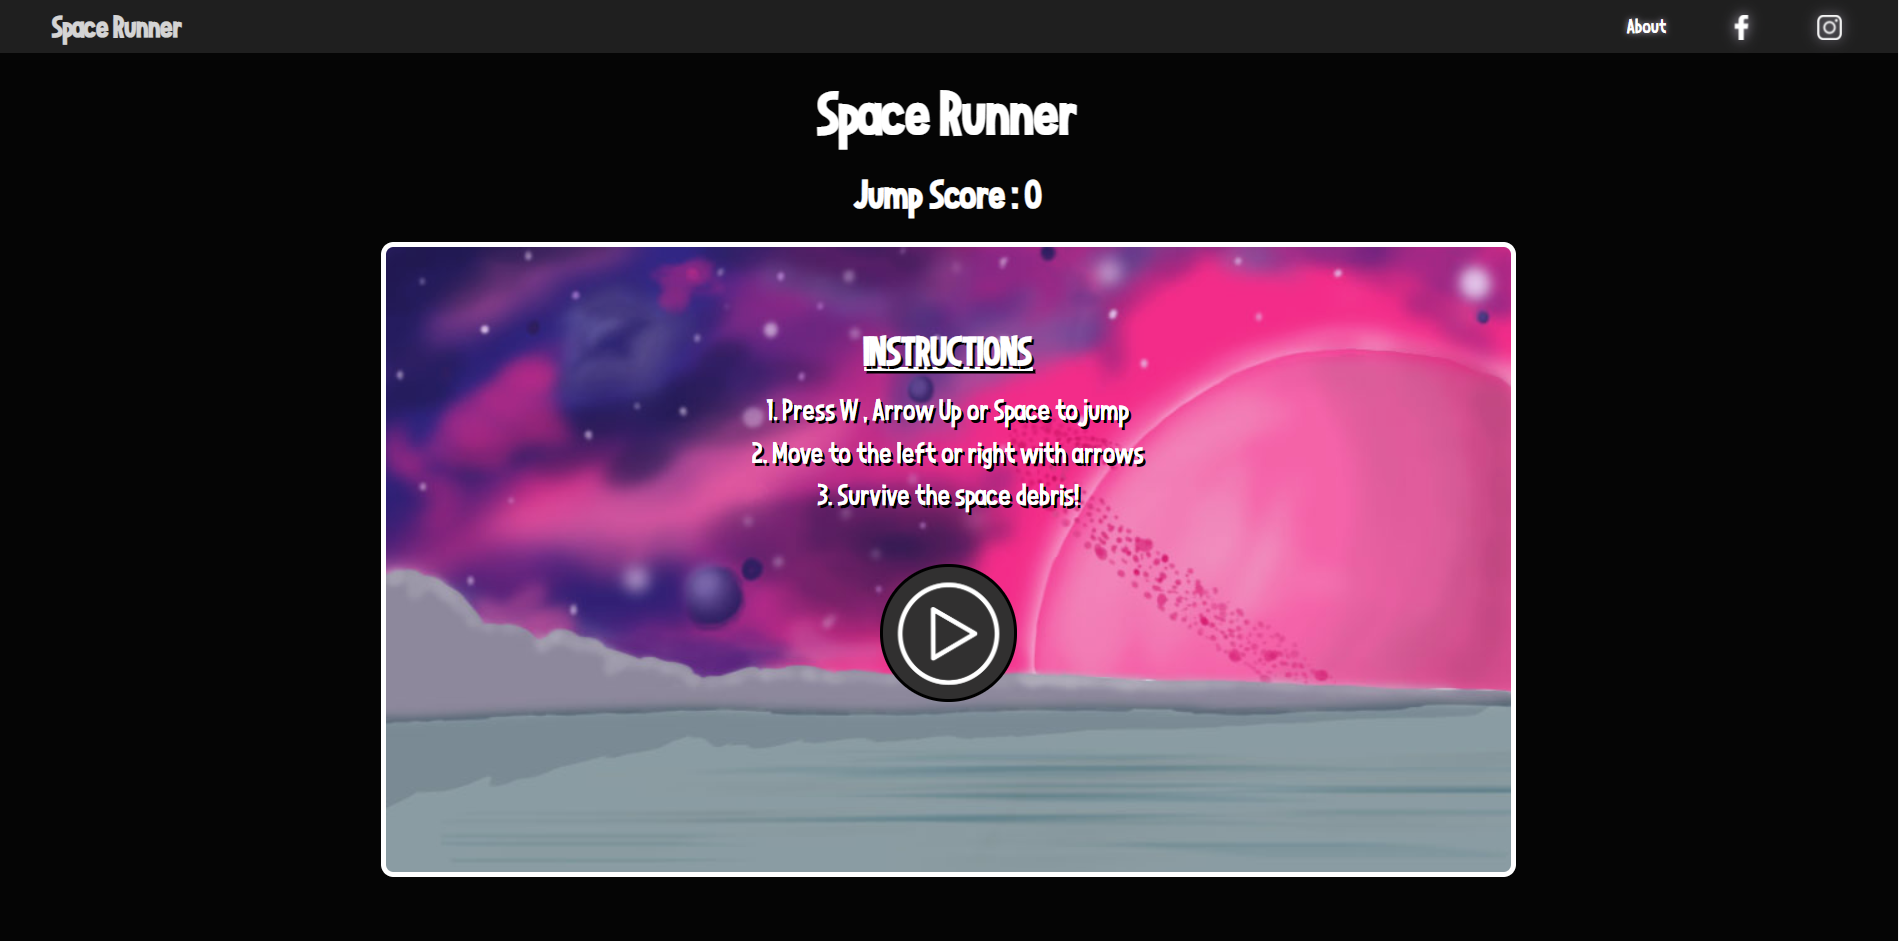 Space Runner
About
Space Runner
Jump Score : 0
INSTRUCTIONS
1. Press W , Arrow Up or Space to jump
2. Move to the left or right with arrows
3. Survive the space debris!